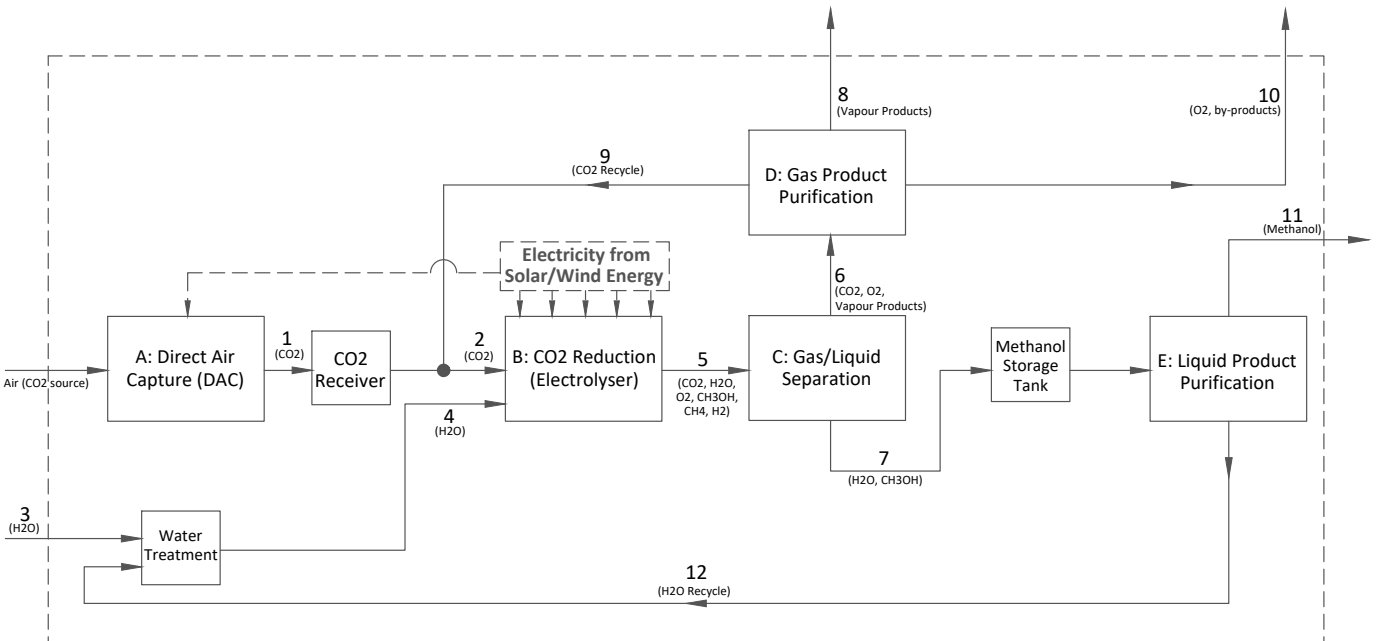 8
(Vapour Products)
10
(O2, by-products)
9
(CO2 Recycle)
D: Gas Product
Purification
11
(Methanol)
Electricity from
Solar/Wind Energy
6
(CO2, O2,
Vapour Products)
Air (CO2 source)
A: Direct Air
Capture (DAC)
1
(CO2)
CO2
Receiver
2
(CO2)
B: CO2 Reduction
(Electrolyser)
5
(CO2, H2O,
O2, CH3OH,
CH4, H2)
C: Gas/Liquid
Separation
Methanol
Storage
Tank
E: Liquid Product
Purification
4
(H2O)
7
(H2O, CH3OH)
3
(H2O)
Water
Treatment
12
(H2O Recycle)